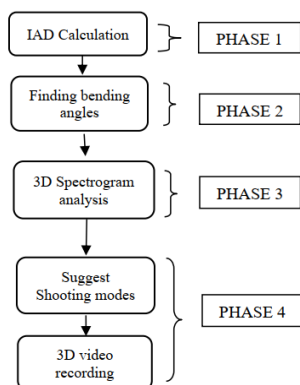 IAD Calculation
PHASE 1
Finding bending
angles
PHASE 2
3D Spectrogram
analysis
PHASE 3
Suggest
Shooting modes
PHASE 4
3D video
recording